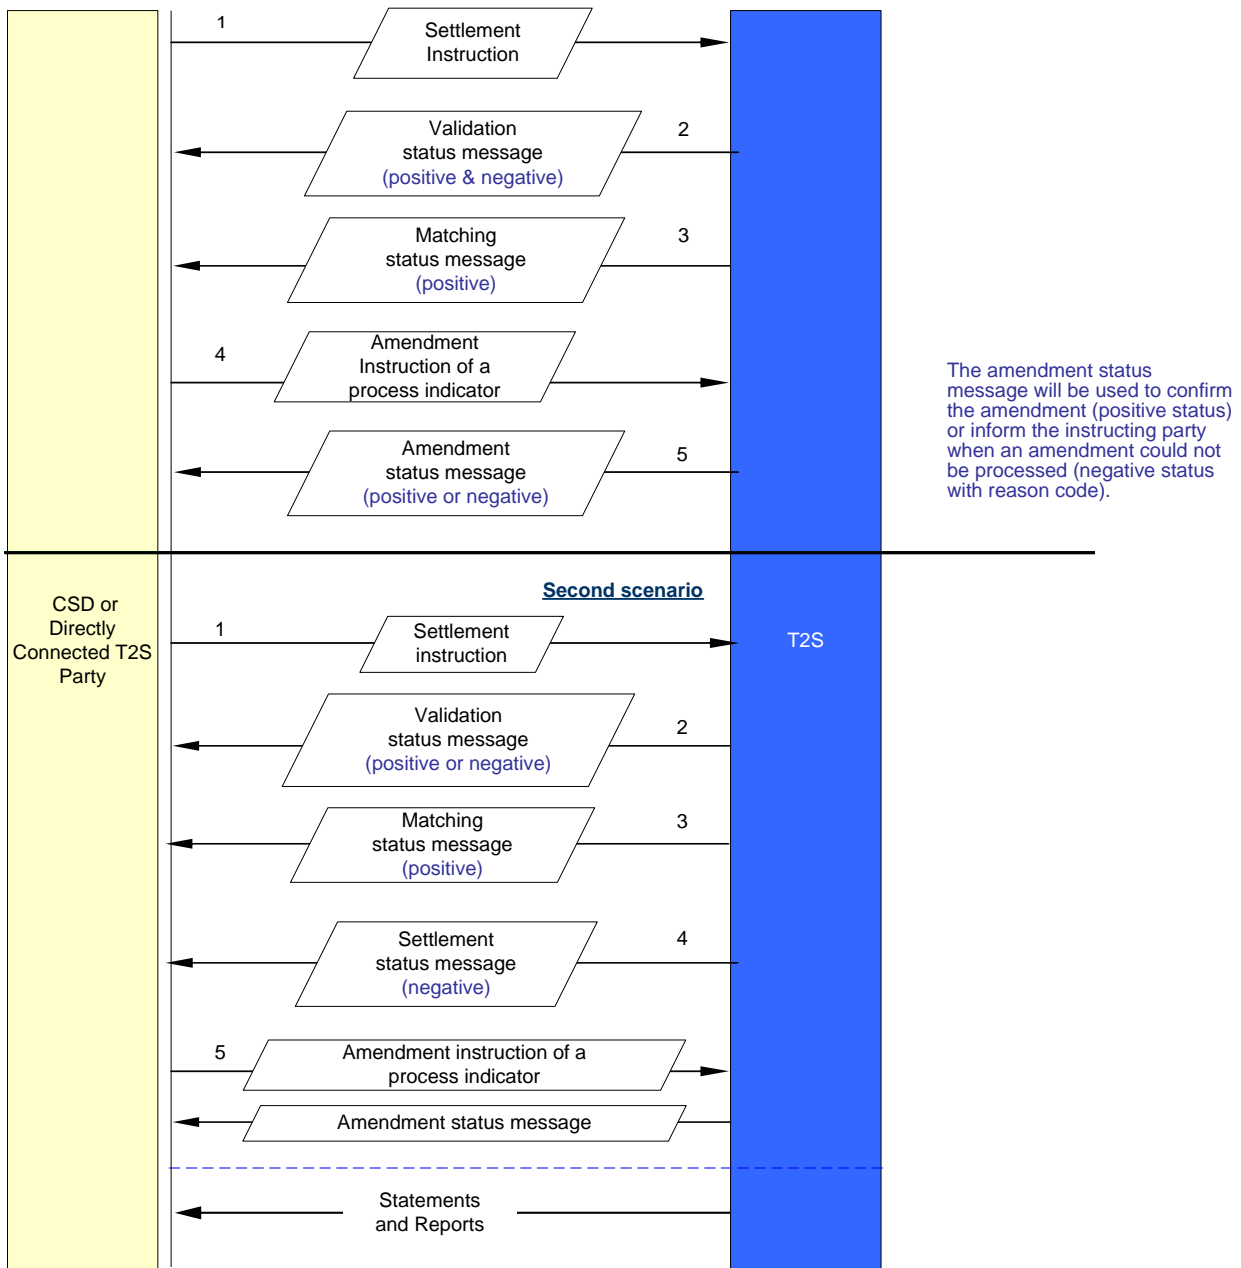 1
Settlement
Instruction
Validation
status message
(positive & negative)
2
Matching
status message
(positive)
3
4
Amendment
Instruction of a
process indicator
The amendment status
message will be used to confirm
the amendment (positive status)
or inform the instructing party
when an amendment could not
be processed (negative status
with reason code).
Amendment
status message
(positive or negative)
5
Second scenario
CSD or
Directly
Connected T2S
Party
1
Settlement
instruction
T2S
Validation
status message
(positive or negative)
2
Matching
status message
(positive)
3
Settlement
status message
(negative)
4
5
Amendment instruction of a
process indicator
Amendment status message
Statements
and Reports